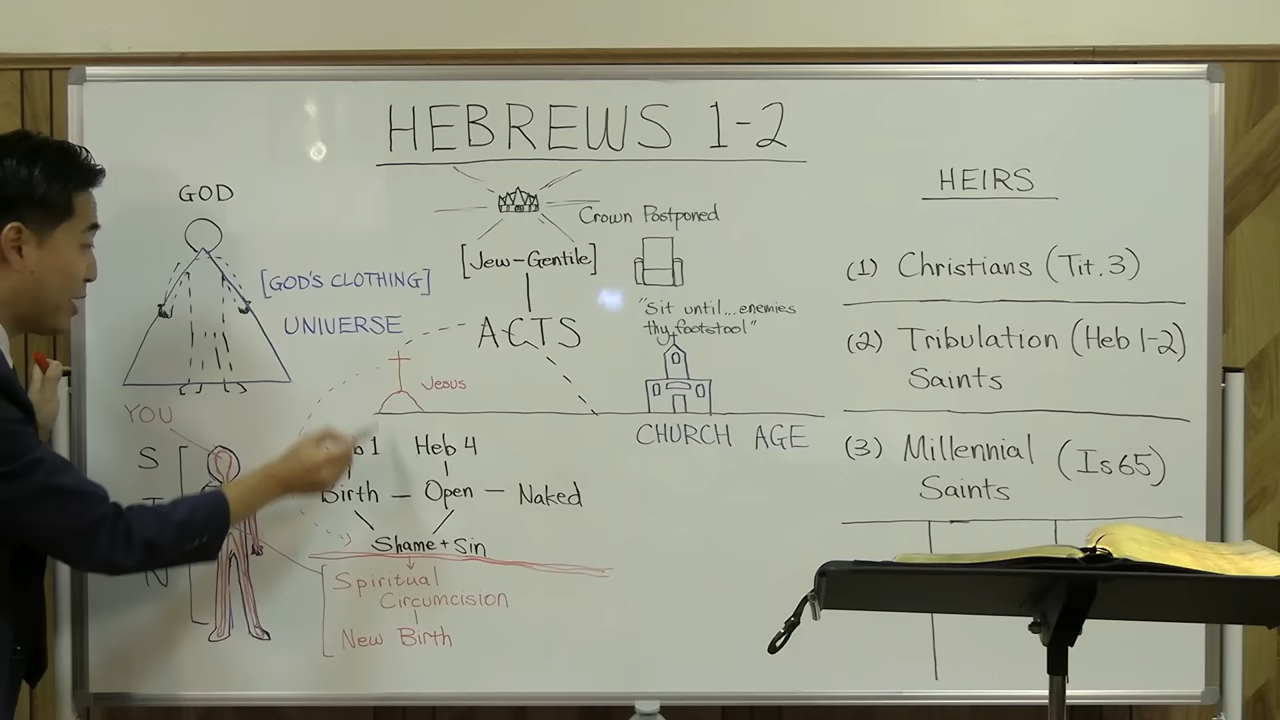 HEBREWS 1-2
GOD
[GOD'S CLOTHING]
UNIVERSE
YOU
S
I
N
Crown Postponed
[Jew-Gentile]
"Sit until...enemies
thy footstool"
ACTS
Jesus
CHURCH AGE
Heb 4
Birth — Open — Naked
Shame + Sin
Spiritual
Circumcision
New Birth
HEIRS
(1) Christians (Tit. 3)
(2) Tribulation (Heb 1-2)
Saints
(3) Millennial (Is 65)
Saints